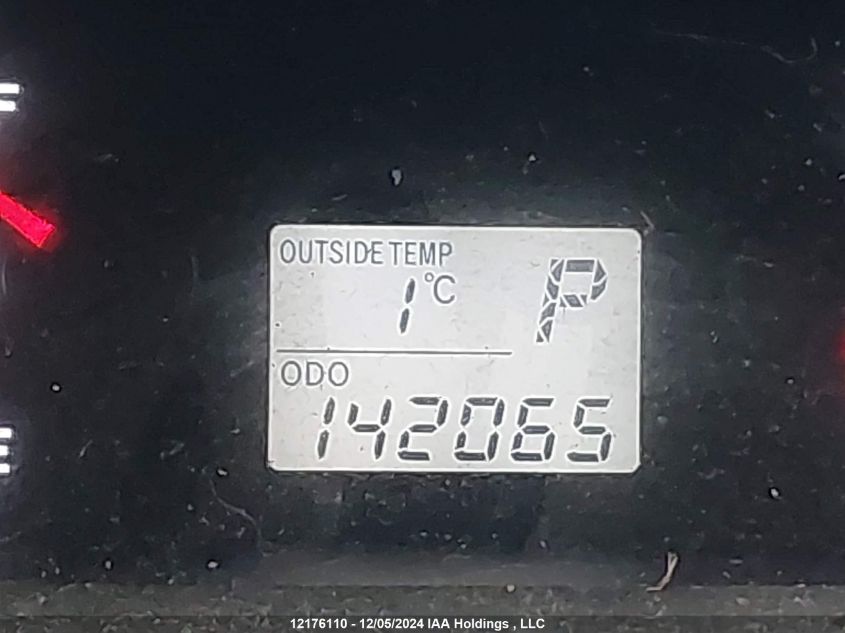 OUTSIDE TEMP
1°C P
ODO
142065
12176110 - 12/05/2024 IAA Holdings , LLC